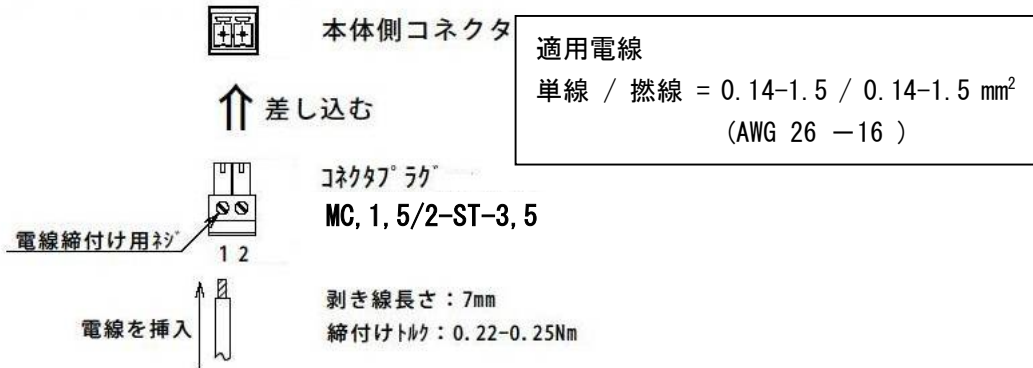 本体側コネクタ
適用電線
単線 / 撚線 = 0.14-1.5 / 0.14-1.5 mm²
(AWG 26 －16 )
差し込む
ｺﾈｸﾀﾌﾟﾗｸﾞ
MC,1,5/2-ST-3,5
電線締付け用ﾈｼﾞ
1 2
剥き線長さ：7mm
電線を挿入
締付けﾄﾙｸ：0.22-0.25Nm